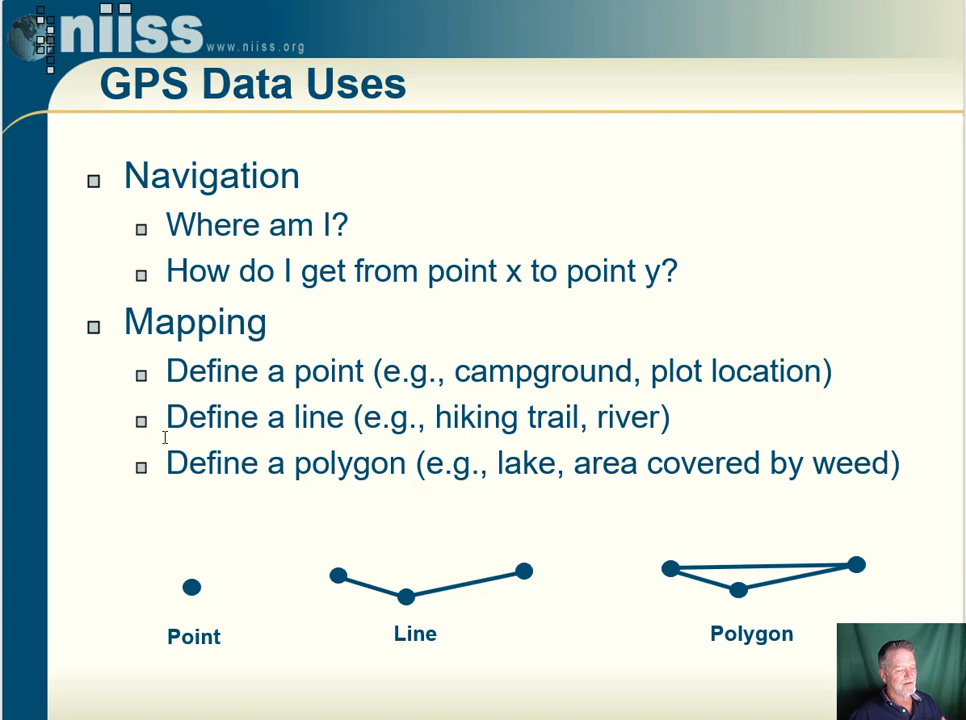 niiss www.niiss.org
GPS Data Uses
Navigation
Where am I?
How do I get from point x to point y?
Mapping
Define a point (e.g., campground, plot location)
Define a line (e.g., hiking trail, river)
Define a polygon (e.g., lake, area covered by weed)
Point Line Polygon